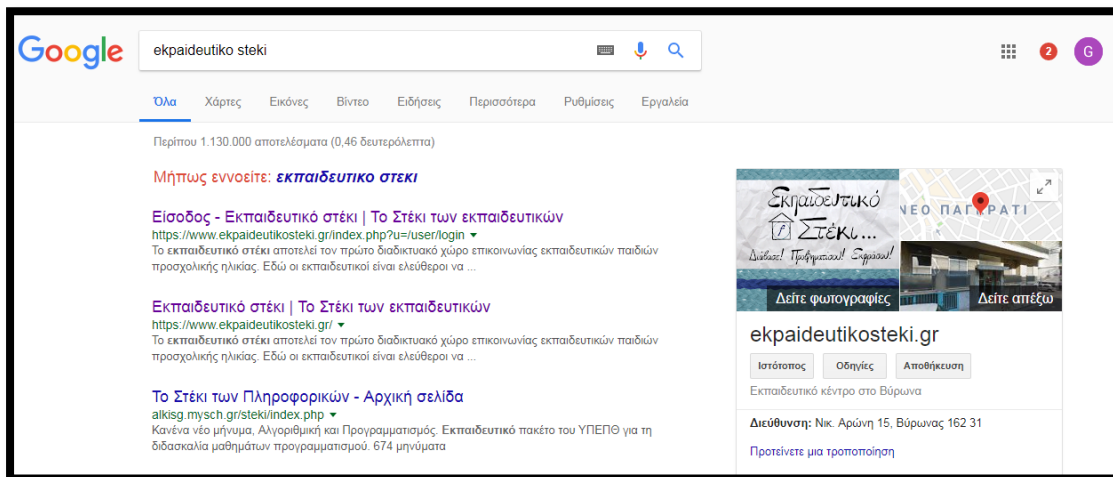 Google
ekpaideutiko steki
2
G
Όλα Χάρτες Εικόνες Βίντεο Ειδήσεις Περισσότερα Ρυθμίσεις Εργαλεία
Περίπου 1.130.000 αποτελέσματα (0,46 δευτερόλεπτα)
Μήπως εννοείτε: εκπαιδευτικο στεκι
Είσοδος - Εκπαιδευτικό στέκι | Το Στέκι των εκπαιδευτικών
https://www.ekpaideutikosteki.gr/index.php?u=/user/login
Το εκπαιδευτικό στέκι αποτελεί τον πρώτο διαδικτυακό χώρο επικοινωνίας εκπαιδευτικών παιδιών
προσχολικής ηλικίας. Εδώ οι εκπαιδευτικοί είναι ελεύθεροι να ...
Εκπαιδευτικό στέκι | Το Στέκι των εκπαιδευτικών
https://www.ekpaideutikosteki.gr/
Το εκπαιδευτικό στέκι αποτελεί τον πρώτο διαδικτυακό χώρο επικοινωνίας εκπαιδευτικών παιδιών
προσχολικής ηλικίας. Εδώ οι εκπαιδευτικοί είναι ελεύθεροι να ...
Το Στέκι των Πληροφορικών - Αρχική σελίδα
alkisg.mysch.gr/steki/index.php
Κανένα νέο μήνυμα, Αλγοριθμική και Προγραμματισμός. Εκπαιδευτικό πακέτο του ΥΠΕΠΘ για τη
διδασκαλία μαθημάτων προγραμματισμού. 674 μηνύματα
Εκπαιδευτικό
Στέκι...
Διάβασε! Προβληματίσου! Εκφράσου!
Δείτε φωτογραφίες
ΝΕΟ ΠΑΓΚΡΑΤΙ
Δείτε απέξω
ekpaideutikosteki.gr
Ιστότοπος Οδηγίες Αποθήκευση
Εκπαιδευτικό κέντρο στο Βύρωνα
Διεύθυνση: Νικ. Αρώνη 15, Βύρωνας 162 31
Προτείνετε μια τροποποίηση